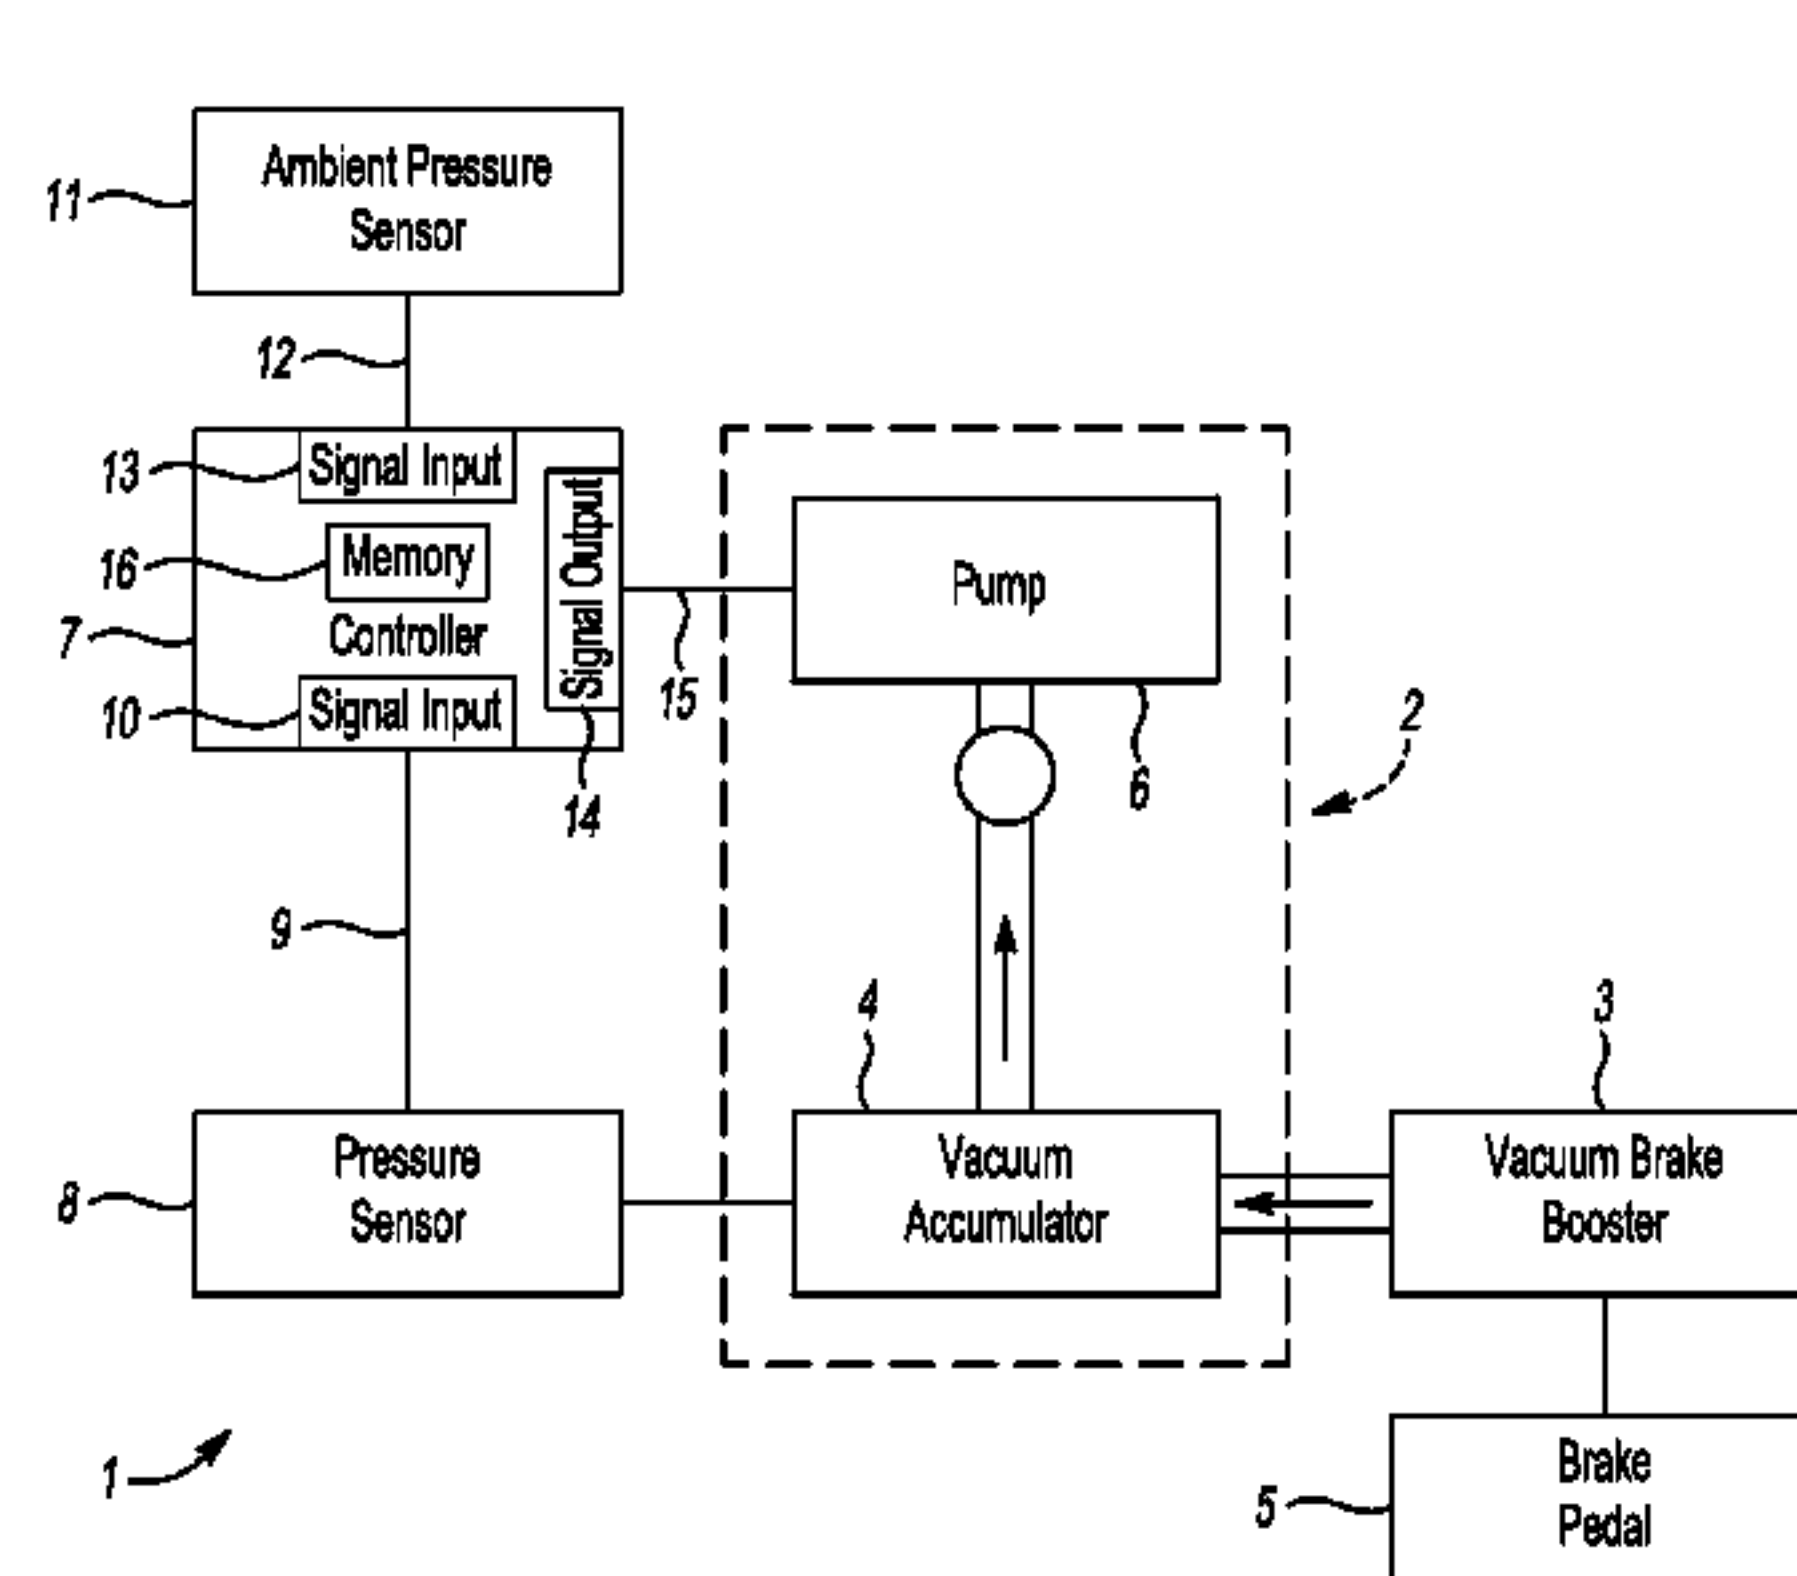 Ambient Pressure
Sensor
11
12
13
Signal Input
16
Memory
7
Controller
10
Signal Input
Signal Output
14
15
Pump
6
2
9
4
3
8
Pressure
Sensor
Vacuum
Accumulator
Vacuum Brake
Booster
1
5
Brake
Pedal